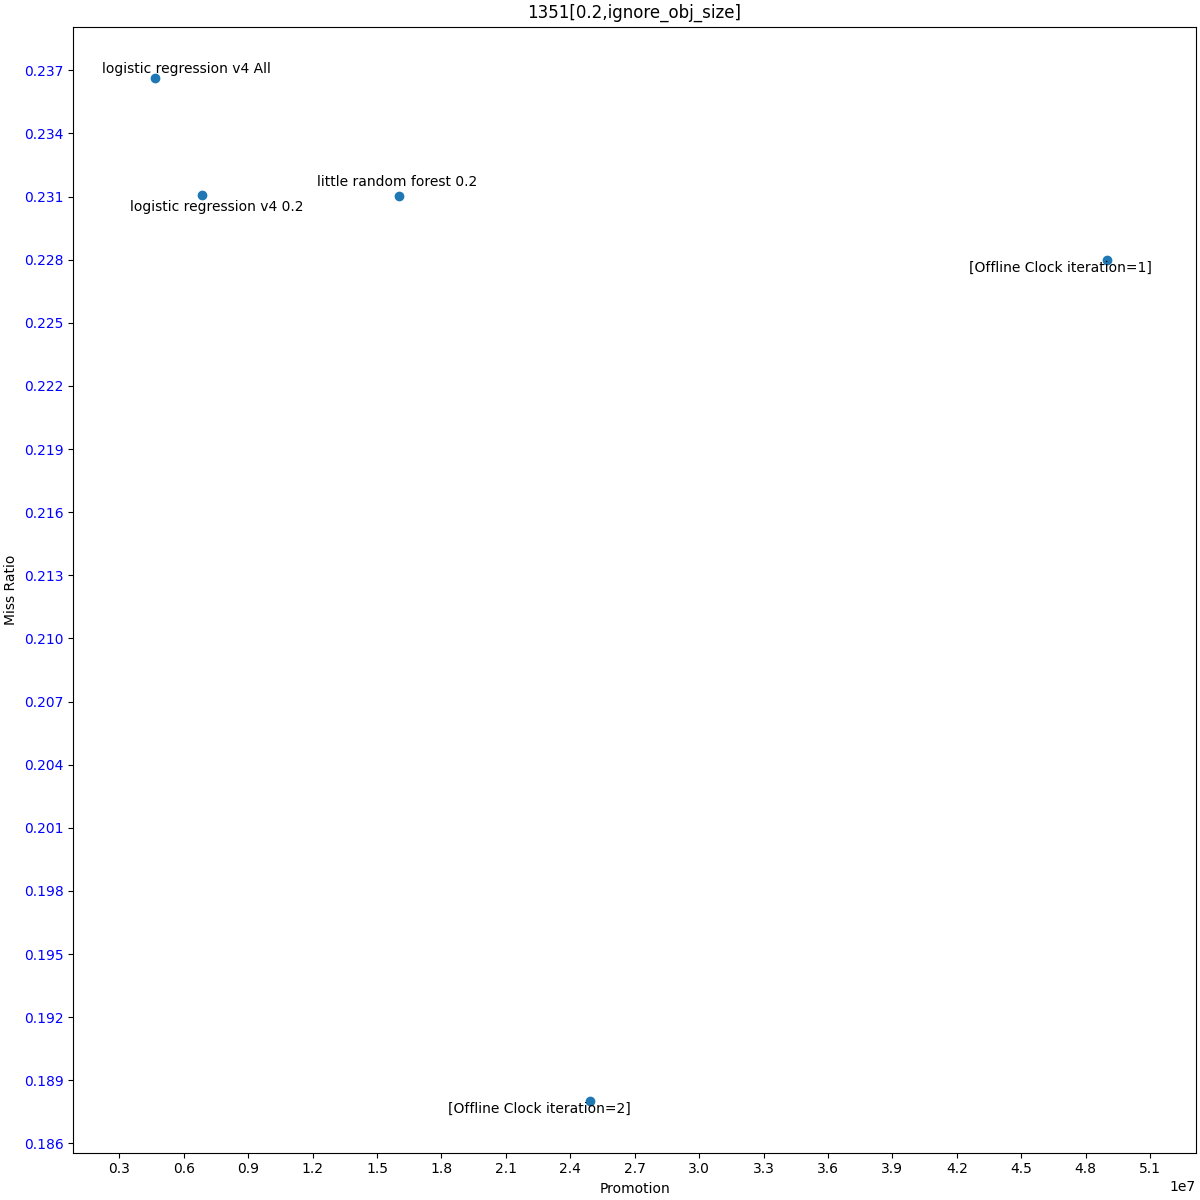 1351[0.2,ignore_obj_size]
0.237
0.234
0.231
0.228
0.225
0.222
0.219
0.216
0.213
0.210
0.207
0.204
0.201
0.198
0.195
0.192
0.189
0.186
Miss Ratio
logistic regression v4 All
little random forest 0.2
logistic regression v4 0.2
[Offline Clock iteration=1]
[Offline Clock iteration=2]
0.3 0.6 0.9 1.2 1.5 1.8 2.1 2.4 2.7 3.0 3.3 3.6 3.9 4.2 4.5 4.8 5.1
Promotion
1e7